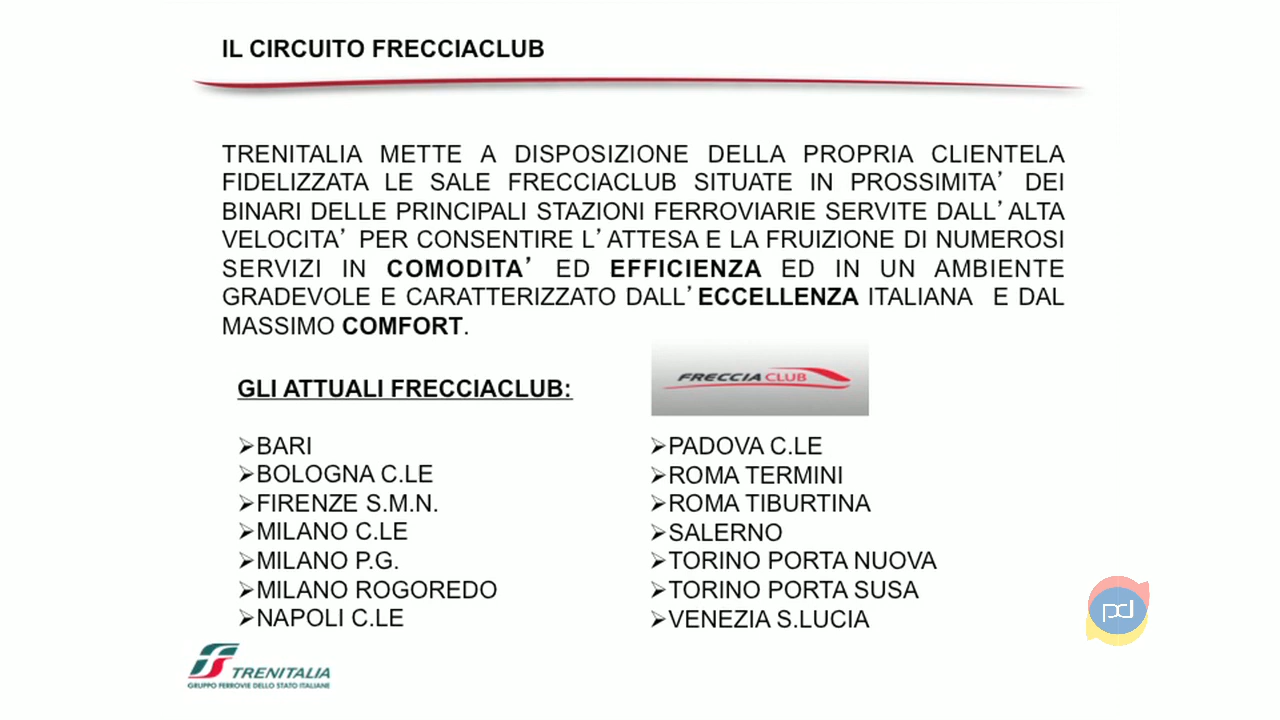 IL CIRCUITO FRECCIACLUB
TRENITALIA METTE A DISPOSIZIONE DELLA PROPRIA CLIENTELA
FIDELIZZATA LE SALE FRECCIACLUB SITUATE IN PROSSIMITA’ DEI
BINARI DELLE PRINCIPALI STAZIONI FERROVIARIE SERVITE DALL’ALTA
VELOCITA’ PER CONSENTIRE L’ATTESA E LA FRUIZIONE DI NUMEROSI
SERVIZI IN COMODITA’ ED EFFICIENZA ED IN UN AMBIENTE
GRADEVOLE E CARATTERIZZATO DALL’ECCELLENZA ITALIANA E DAL
MASSIMO COMFORT.
FRECCIACLUB
GLI ATTUALI FRECCIACLUB:
➢BARI
➢BOLOGNA C.LE
➢FIRENZE S.M.N.
➢MILANO C.LE
➢MILANO P.G.
➢MILANO ROGOREDO
➢NAPOLI C.LE
➢PADOVA C.LE
➢ROMA TERMINI
➢ROMA TIBURTINA
➢SALERNO
➢TORINO PORTA NUOVA
➢TORINO PORTA SUSA
➢VENEZIA S.LUCIA
pd
TRENITALIA
GRUPPO FERROVIE DELLO STATO ITALIANE